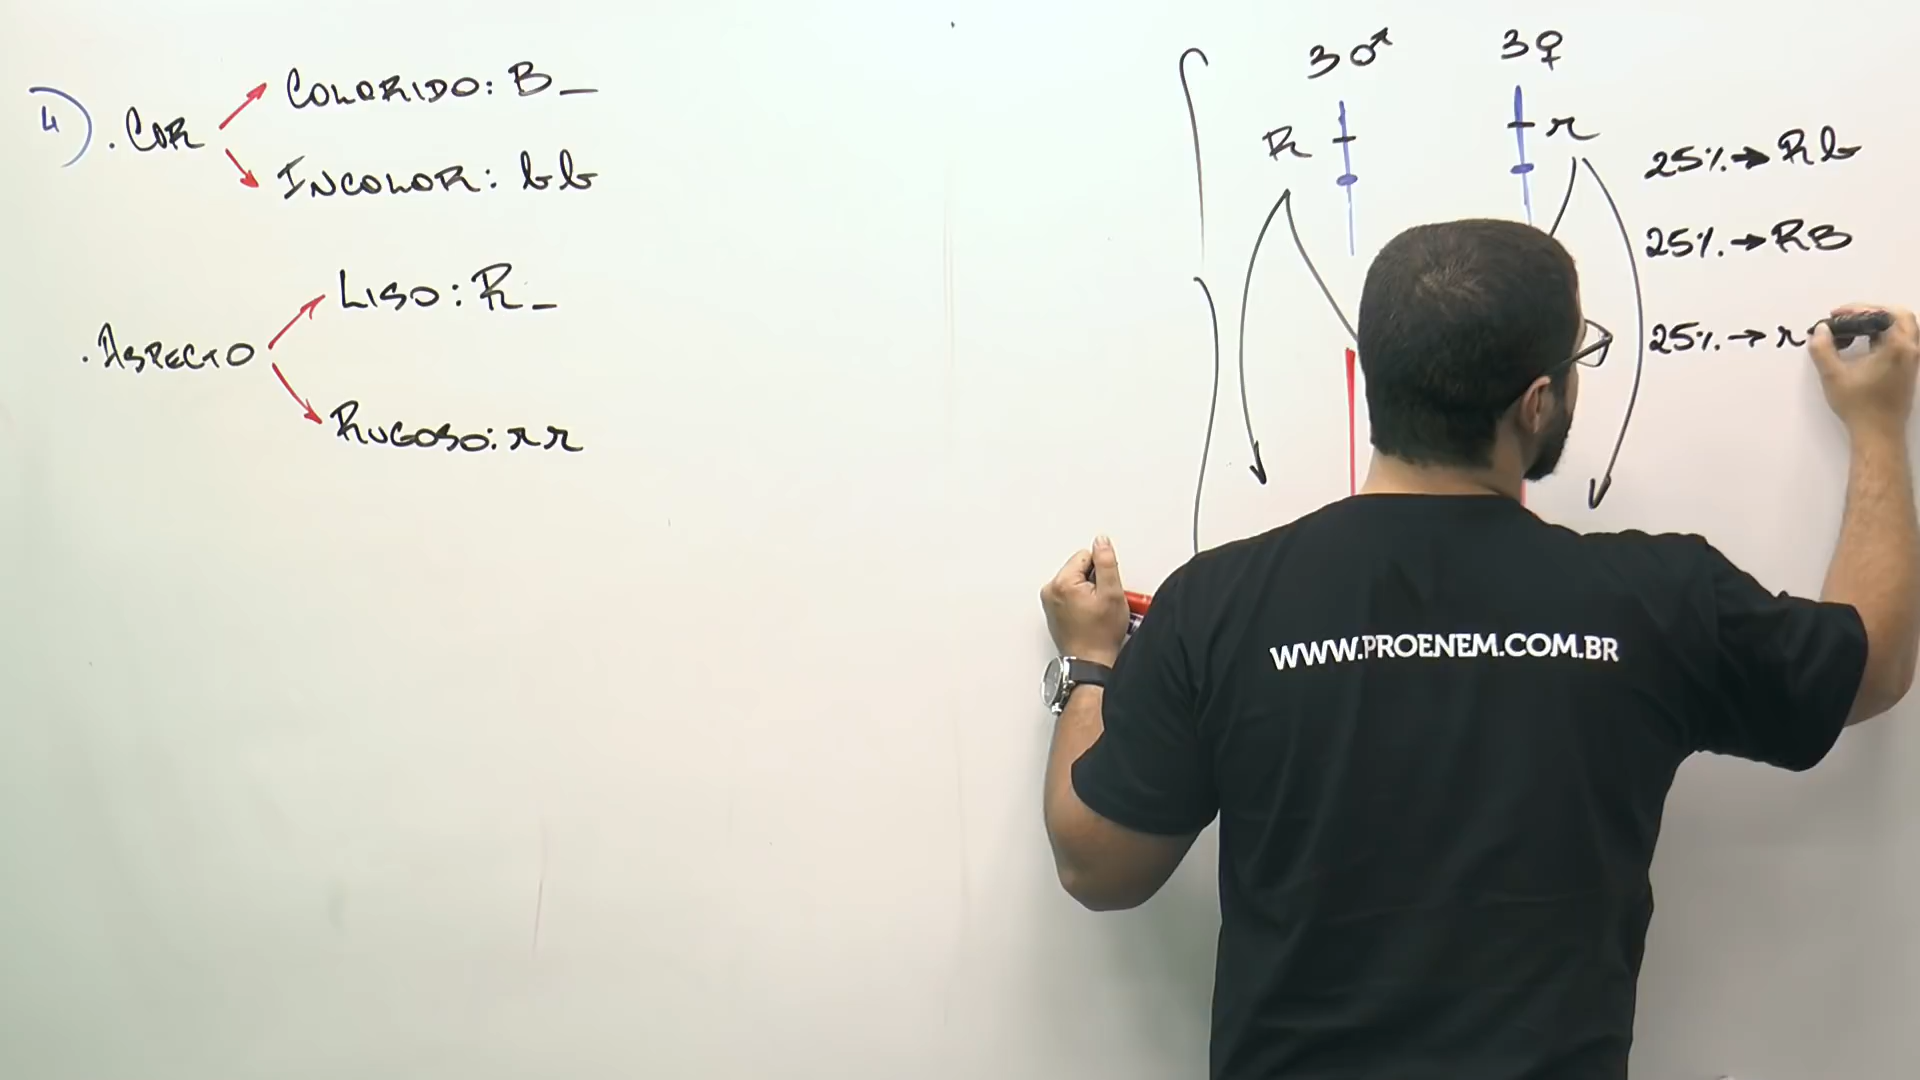 4) . COR
COLORIDO: B_
INCOLOR: bb
. ASPECTO
LISO: R_
RUGOSO: rr
3♂ 3♀
R r
25% → Rb
25% → RB
25% → r
WWW.PROENEM.COM.BR